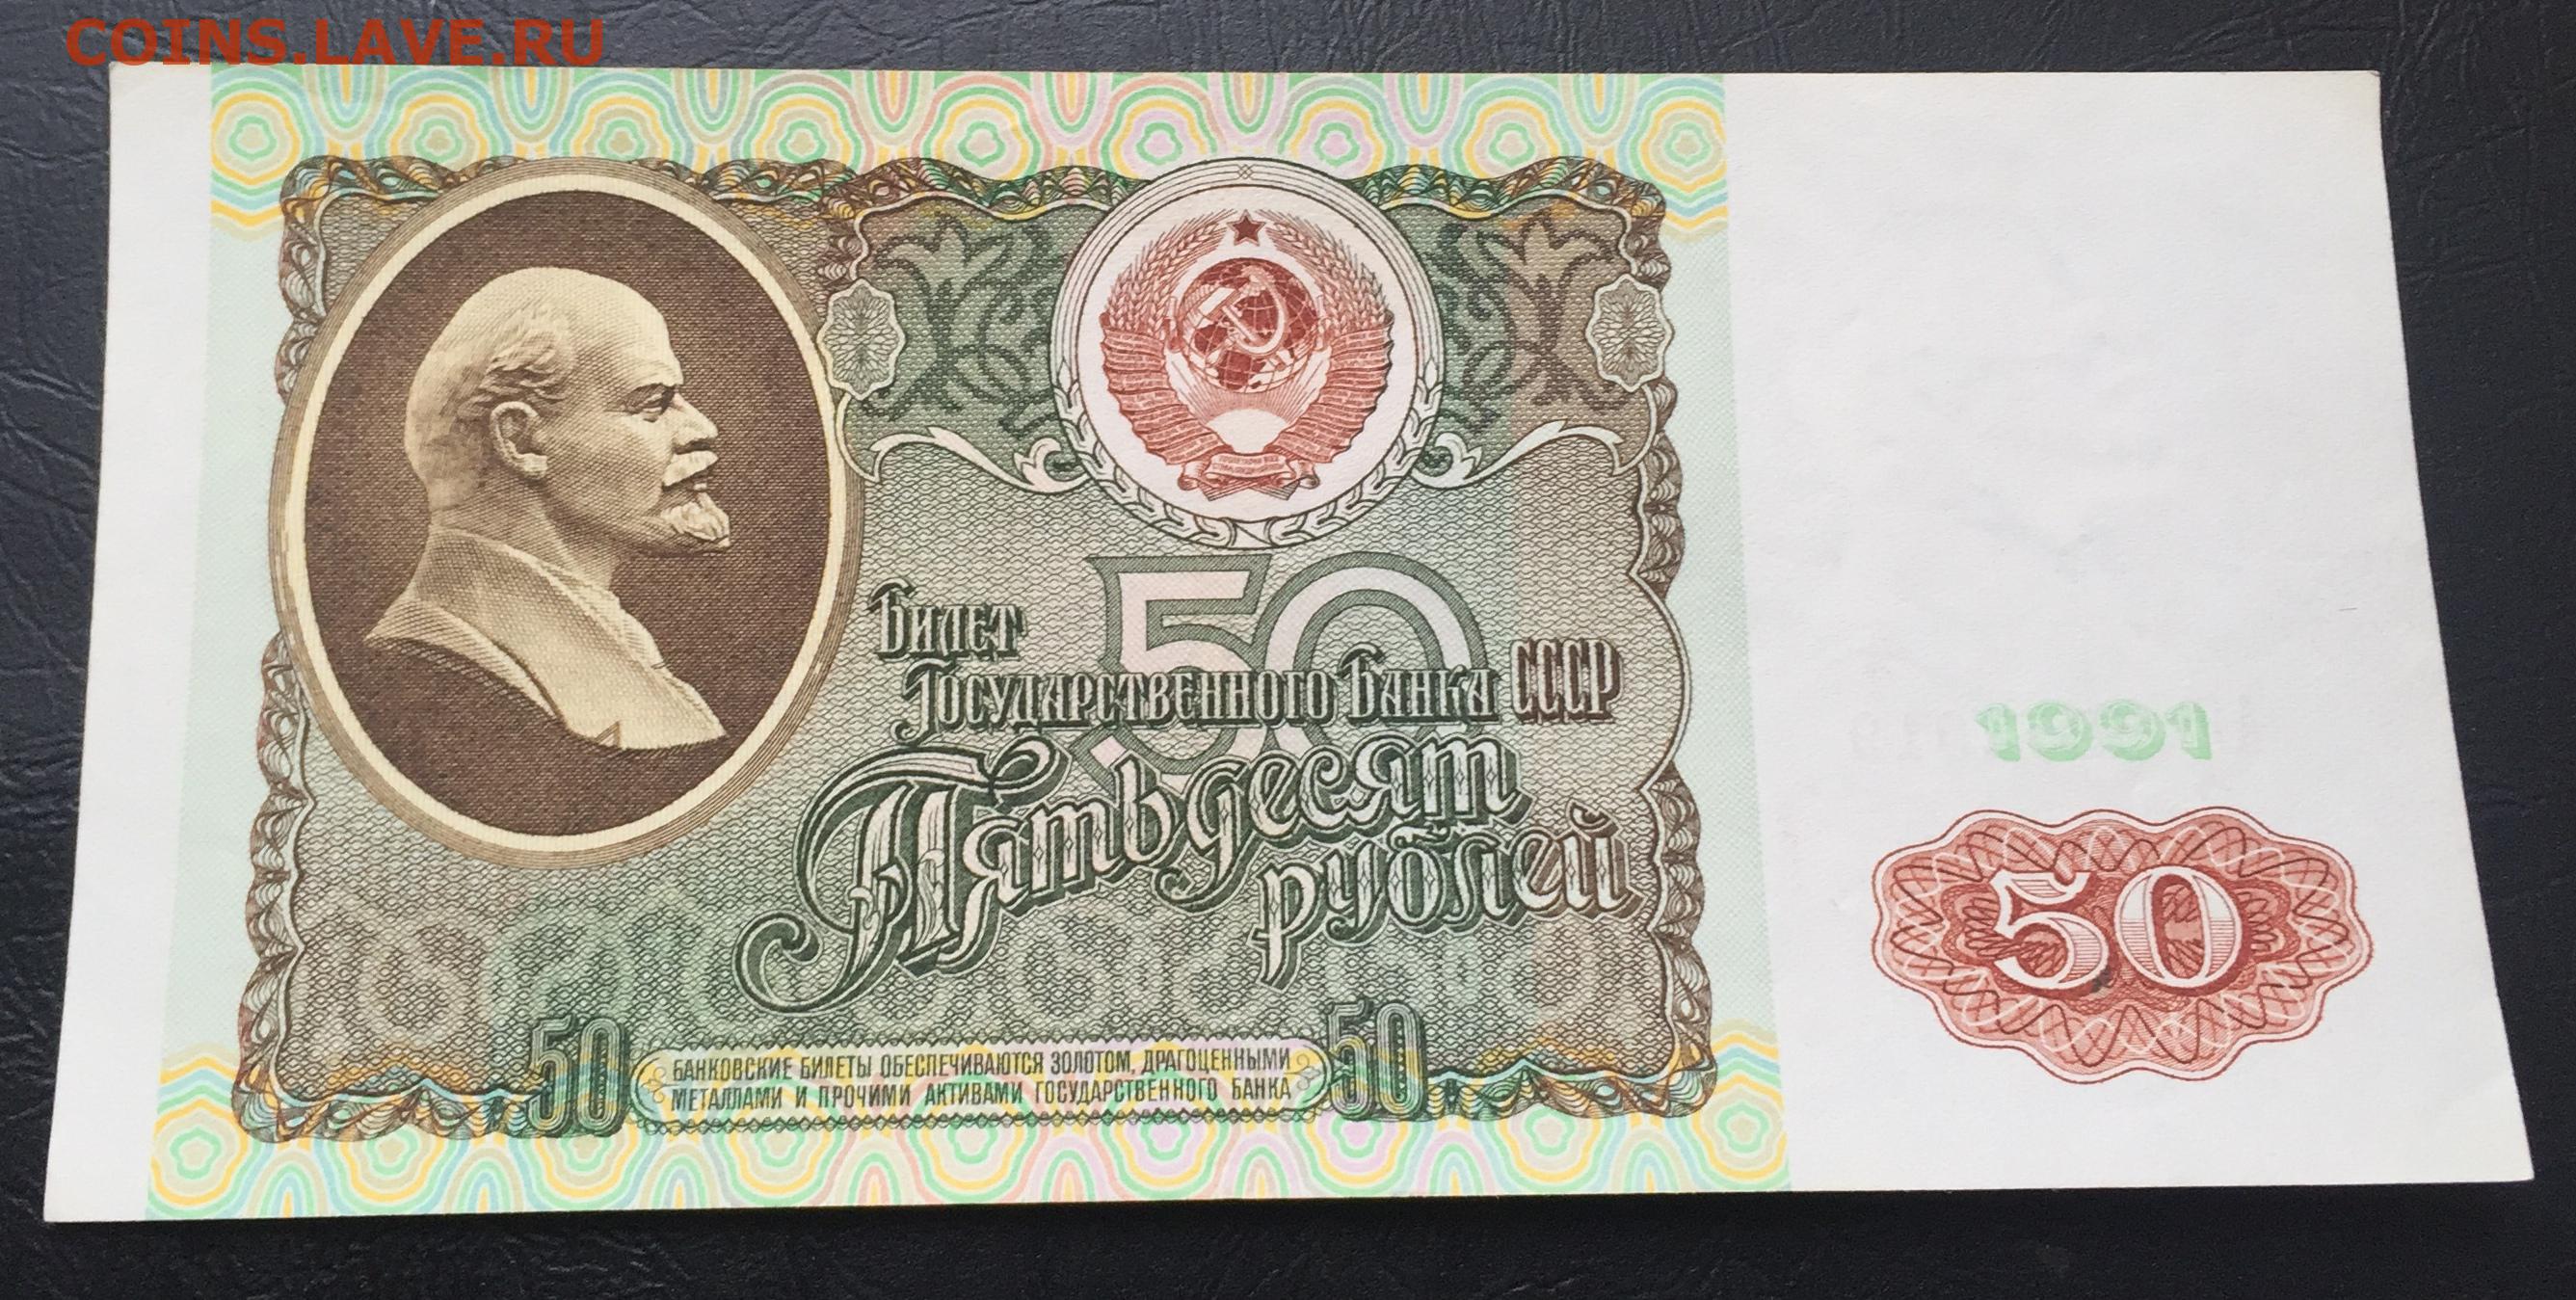 COINS.LAVE.RU
БИЛЕТ
ГОСУДАРСТВЕННОГО БАНКА СССР
50
Пятьдесят
рублей
1991
50
50
БАНКОВСКИЕ БИЛЕТЫ ОБЕСПЕЧИВАЮТСЯ ЗОЛОТОМ, ДРАГОЦЕННЫМИ
МЕТАЛЛАМИ И ПРОЧИМИ АКТИВАМИ ГОСУДАРСТВЕННОГО БАНКА
50